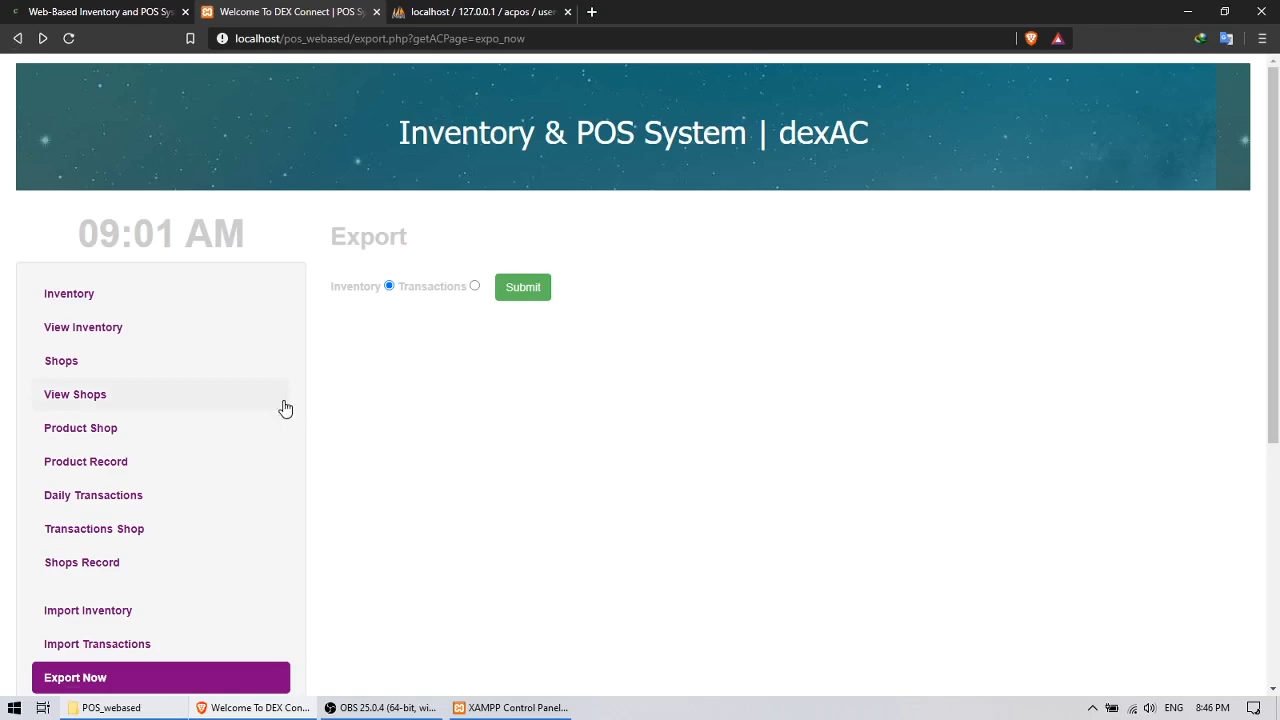 Web-based Inventory and POS Sys
Welcome To DEX Connect | POS S
localhost / 127.0.0.1 / acpos / user
localhost/pos_webased/export.php?getACPage=expo_now
Inventory & POS System | dexAC
09:01 AM
Export
Inventory Transactions Submit
Inventory
View Inventory
Shops
View Shops
Product Shop
Product Record
Daily Transactions
Transactions Shop
Shops Record
Import Inventory
Import Transactions
Export Now
POS_webased
Welcome To DEX Con...
OBS 25.0.4 (64-bit, wi...
XAMPP Control Panel...
ENG
8:46 PM